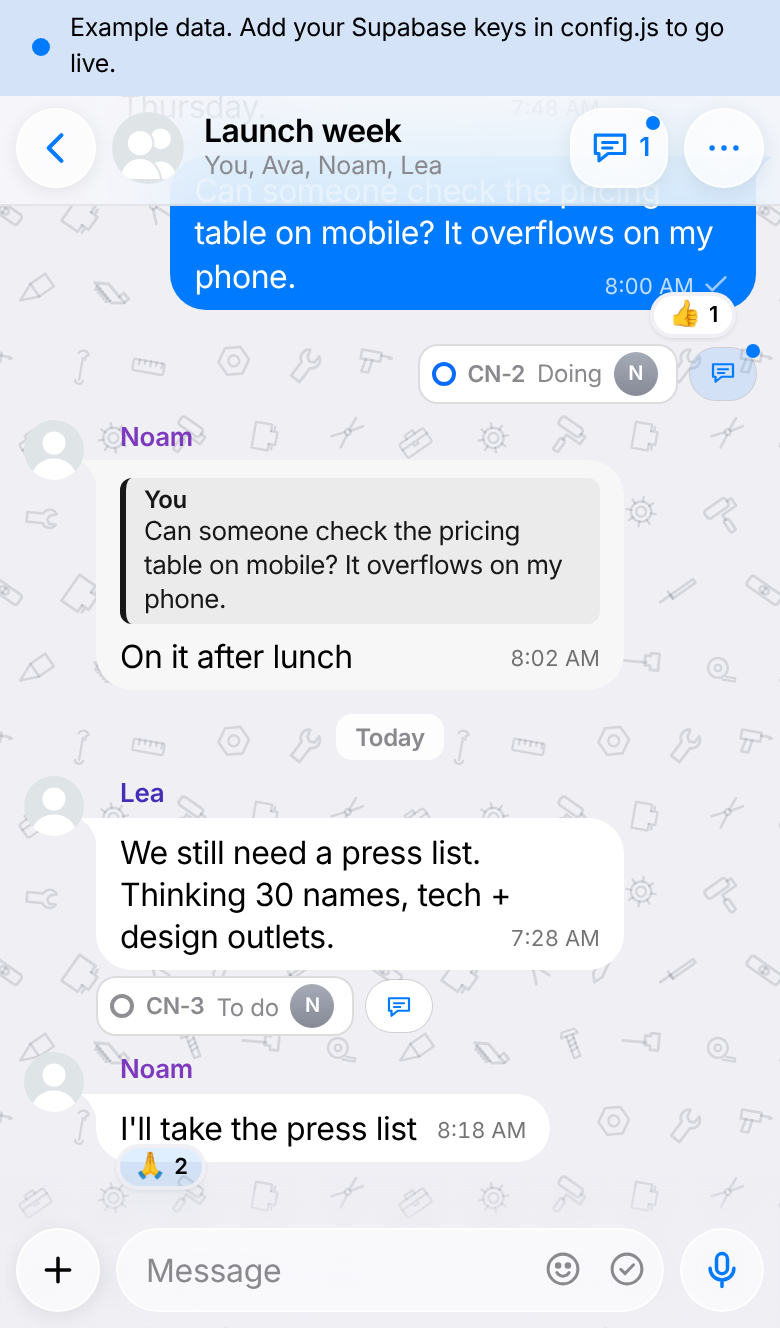 Example data. Add your Supabase keys in config.js to go
live.
Thursday.
7:48 AM
Launch week
You, Ava, Noam, Lea
1
Can someone check the pricing
table on mobile? It overflows on my
phone.
8:00 AM
👍 1
CN-2 Doing N
Noam
You
Can someone check the pricing
table on mobile? It overflows on my
phone.
On it after lunch
8:02 AM
Today
Lea
We still need a press list.
Thinking 30 names, tech +
design outlets.
7:28 AM
CN-3 To do N
Noam
I'll take the press list 8:18 AM
🙏 2
Message